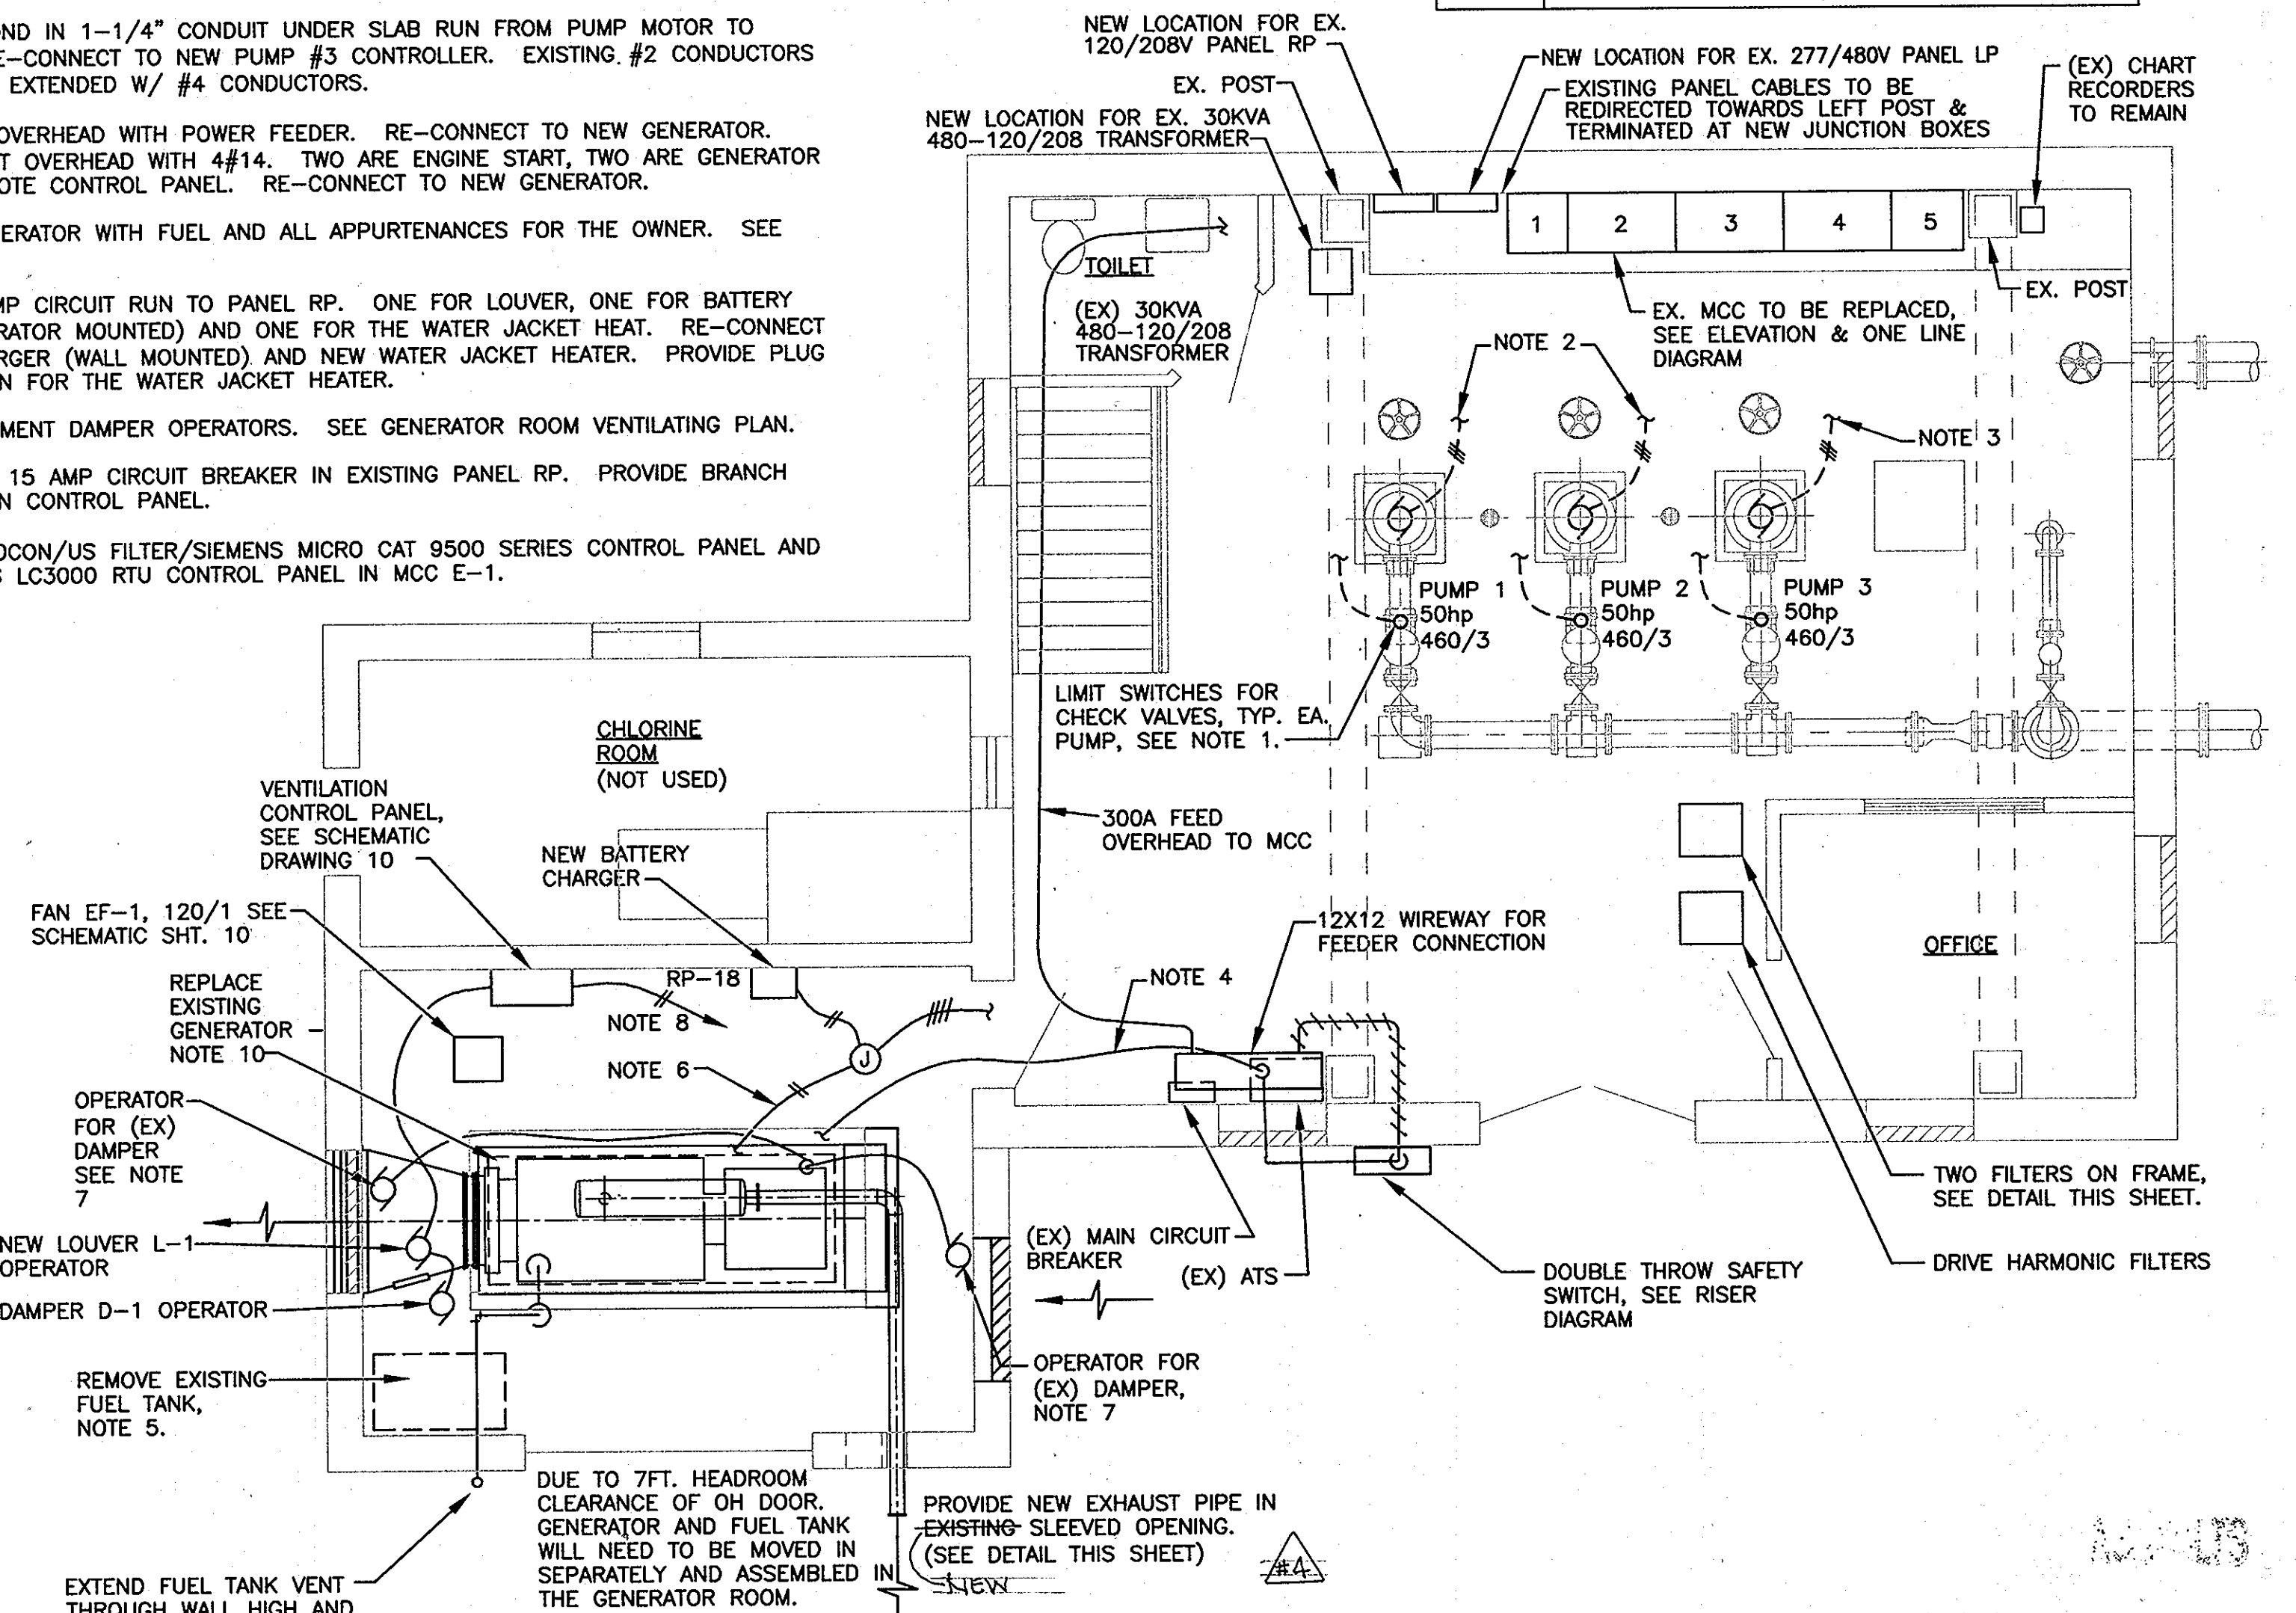 OND IN 1-1/4" CONDUIT UNDER SLAB RUN FROM PUMP MOTOR TO
E-CONNECT TO NEW PUMP #3 CONTROLLER. EXISTING #2 CONDUCTORS
EXTENDED W/ #4 CONDUCTORS.
OVERHEAD WITH POWER FEEDER. RE-CONNECT TO NEW GENERATOR.
T OVERHEAD WITH 4#14. TWO ARE ENGINE START, TWO ARE GENERATOR
OTE CONTROL PANEL. RE-CONNECT TO NEW GENERATOR.
ERATOR WITH FUEL AND ALL APPURTENANCES FOR THE OWNER. SEE
MP CIRCUIT RUN TO PANEL RP. ONE FOR LOUVER, ONE FOR BATTERY
RATOR MOUNTED) AND ONE FOR THE WATER JACKET HEAT. RE-CONNECT
RGER (WALL MOUNTED) AND NEW WATER JACKET HEATER. PROVIDE PLUG
N FOR THE WATER JACKET HEATER.
MENT DAMPER OPERATORS. SEE GENERATOR ROOM VENTILATING PLAN.
15 AMP CIRCUIT BREAKER IN EXISTING PANEL RP. PROVIDE BRANCH
N CONTROL PANEL.
OCON/US FILTER/SIEMENS MICRO CAT 9500 SERIES CONTROL PANEL AND
S LC3000 RTU CONTROL PANEL IN MCC E-1.
NEW LOCATION FOR EX.
120/208V PANEL RP
EX. POST
NEW LOCATION FOR EX. 30KVA
480-120/208 TRANSFORMER
NEW LOCATION FOR EX. 277/480V PANEL LP
EXISTING PANEL CABLES TO BE
REDIRECTED TOWARDS LEFT POST &
TERMINATED AT NEW JUNCTION BOXES
(EX) CHART
RECORDERS
TO REMAIN
1
2
3
4
5
TOILET
(EX) 30KVA
480-120/208
TRANSFORMER
EX. MCC TO BE REPLACED,
SEE ELEVATION & ONE LINE
DIAGRAM
EX. POST
NOTE 2
NOTE 3
PUMP 1
50hp
460/3
PUMP 2
50hp
460/3
PUMP 3
50hp
460/3
LIMIT SWITCHES FOR
CHECK VALVES, TYP. EA.
PUMP, SEE NOTE 1.
CHLORINE
ROOM
(NOT USED)
VENTILATION
CONTROL PANEL,
SEE SCHEMATIC
DRAWING 10
NEW BATTERY
CHARGER
300A FEED
OVERHEAD TO MCC
FAN EF-1, 120/1 SEE
SCHEMATIC SHT. 10
12X12 WIREWAY FOR
FEEDER CONNECTION
OFFICE
REPLACE
EXISTING
GENERATOR
NOTE 10
RP-18
NOTE 8
NOTE 4
J
NOTE 6
OPERATOR
FOR (EX)
DAMPER
SEE NOTE
7
NEW LOUVER L-1
OPERATOR
DAMPER D-1 OPERATOR
(EX) MAIN CIRCUIT
BREAKER
(EX) ATS
TWO FILTERS ON FRAME,
SEE DETAIL THIS SHEET.
DRIVE HARMONIC FILTERS
DOUBLE THROW SAFETY
SWITCH, SEE RISER
DIAGRAM
REMOVE EXISTING
FUEL TANK,
NOTE 5.
OPERATOR FOR
(EX) DAMPER,
NOTE 7
DUE TO 7FT. HEADROOM
CLEARANCE OF OH DOOR.
GENERATOR AND FUEL TANK
WILL NEED TO BE MOVED IN
SEPARATELY AND ASSEMBLED IN
THE GENERATOR ROOM.
PROVIDE NEW EXHAUST PIPE IN
EXISTING SLEEVED OPENING.
(SEE DETAIL THIS SHEET)
NEW
#4
EXTEND FUEL TANK VENT
THROUGH WALL HIGH AND